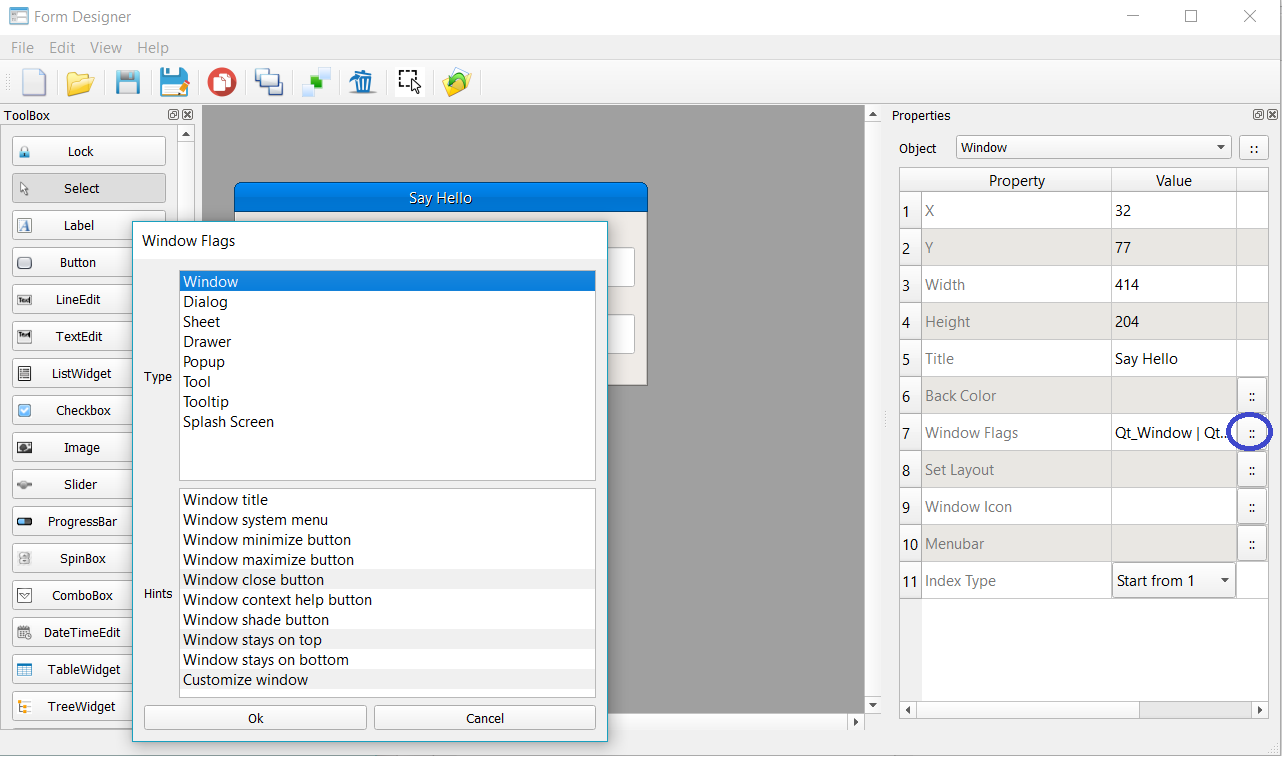 Form Designer
File Edit View Help
ToolBox
Lock
Select
Label
Button
LineEdit
TextEdit
ListWidget
Checkbox
Image
Slider
ProgressBar
SpinBox
ComboBox
DateTimeEdit
TableWidget
TreeWidget
Say Hello
Window Flags
Type
Window
Dialog
Sheet
Drawer
Popup
Tool
Tooltip
Splash Screen
Hints
Window title
Window system menu
Window minimize button
Window maximize button
Window close button
Window context help button
Window shade button
Window stays on top
Window stays on bottom
Customize window
Ok Cancel
Properties
Object Window ::
Property Value
1 X 32
2 Y 77
3 Width 414
4 Height 204
5 Title Say Hello
6 Back Color ::
7 Window Flags Qt_Window | Qt... ::
8 Set Layout ::
9 Window Icon ::
10 Menubar ::
11 Index Type Start from 1